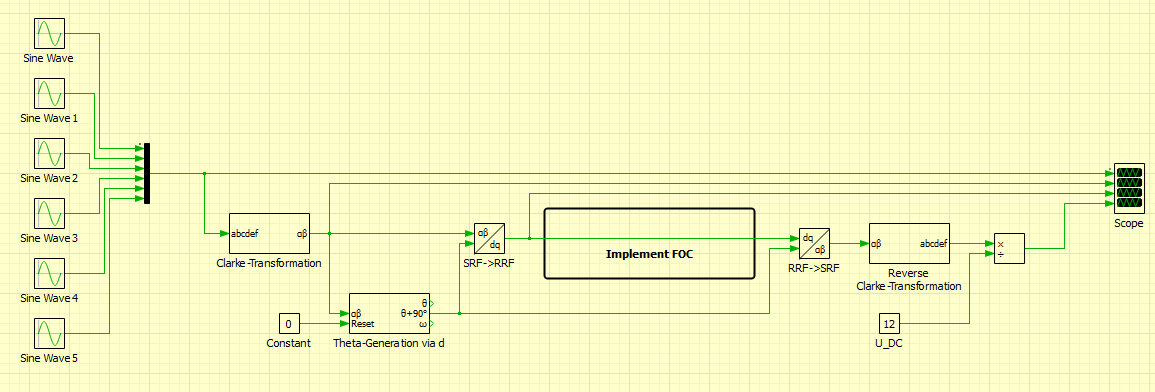 Sine Wave
Sine Wave 1
Sine Wave 2
Sine Wave 3
Sine Wave 4
Sine Wave 5
abcdef αβ
Clarke-Transformation
0
Constant
αβ θ
θ+90°
Reset ω
Theta-Generation via d
αβ
dq
SRF->RRF
Implement FOC
dq
αβ
RRF->SRF
αβ abcdef
Reverse
Clarke-Transformation
×
÷
12
U_DC
Scope